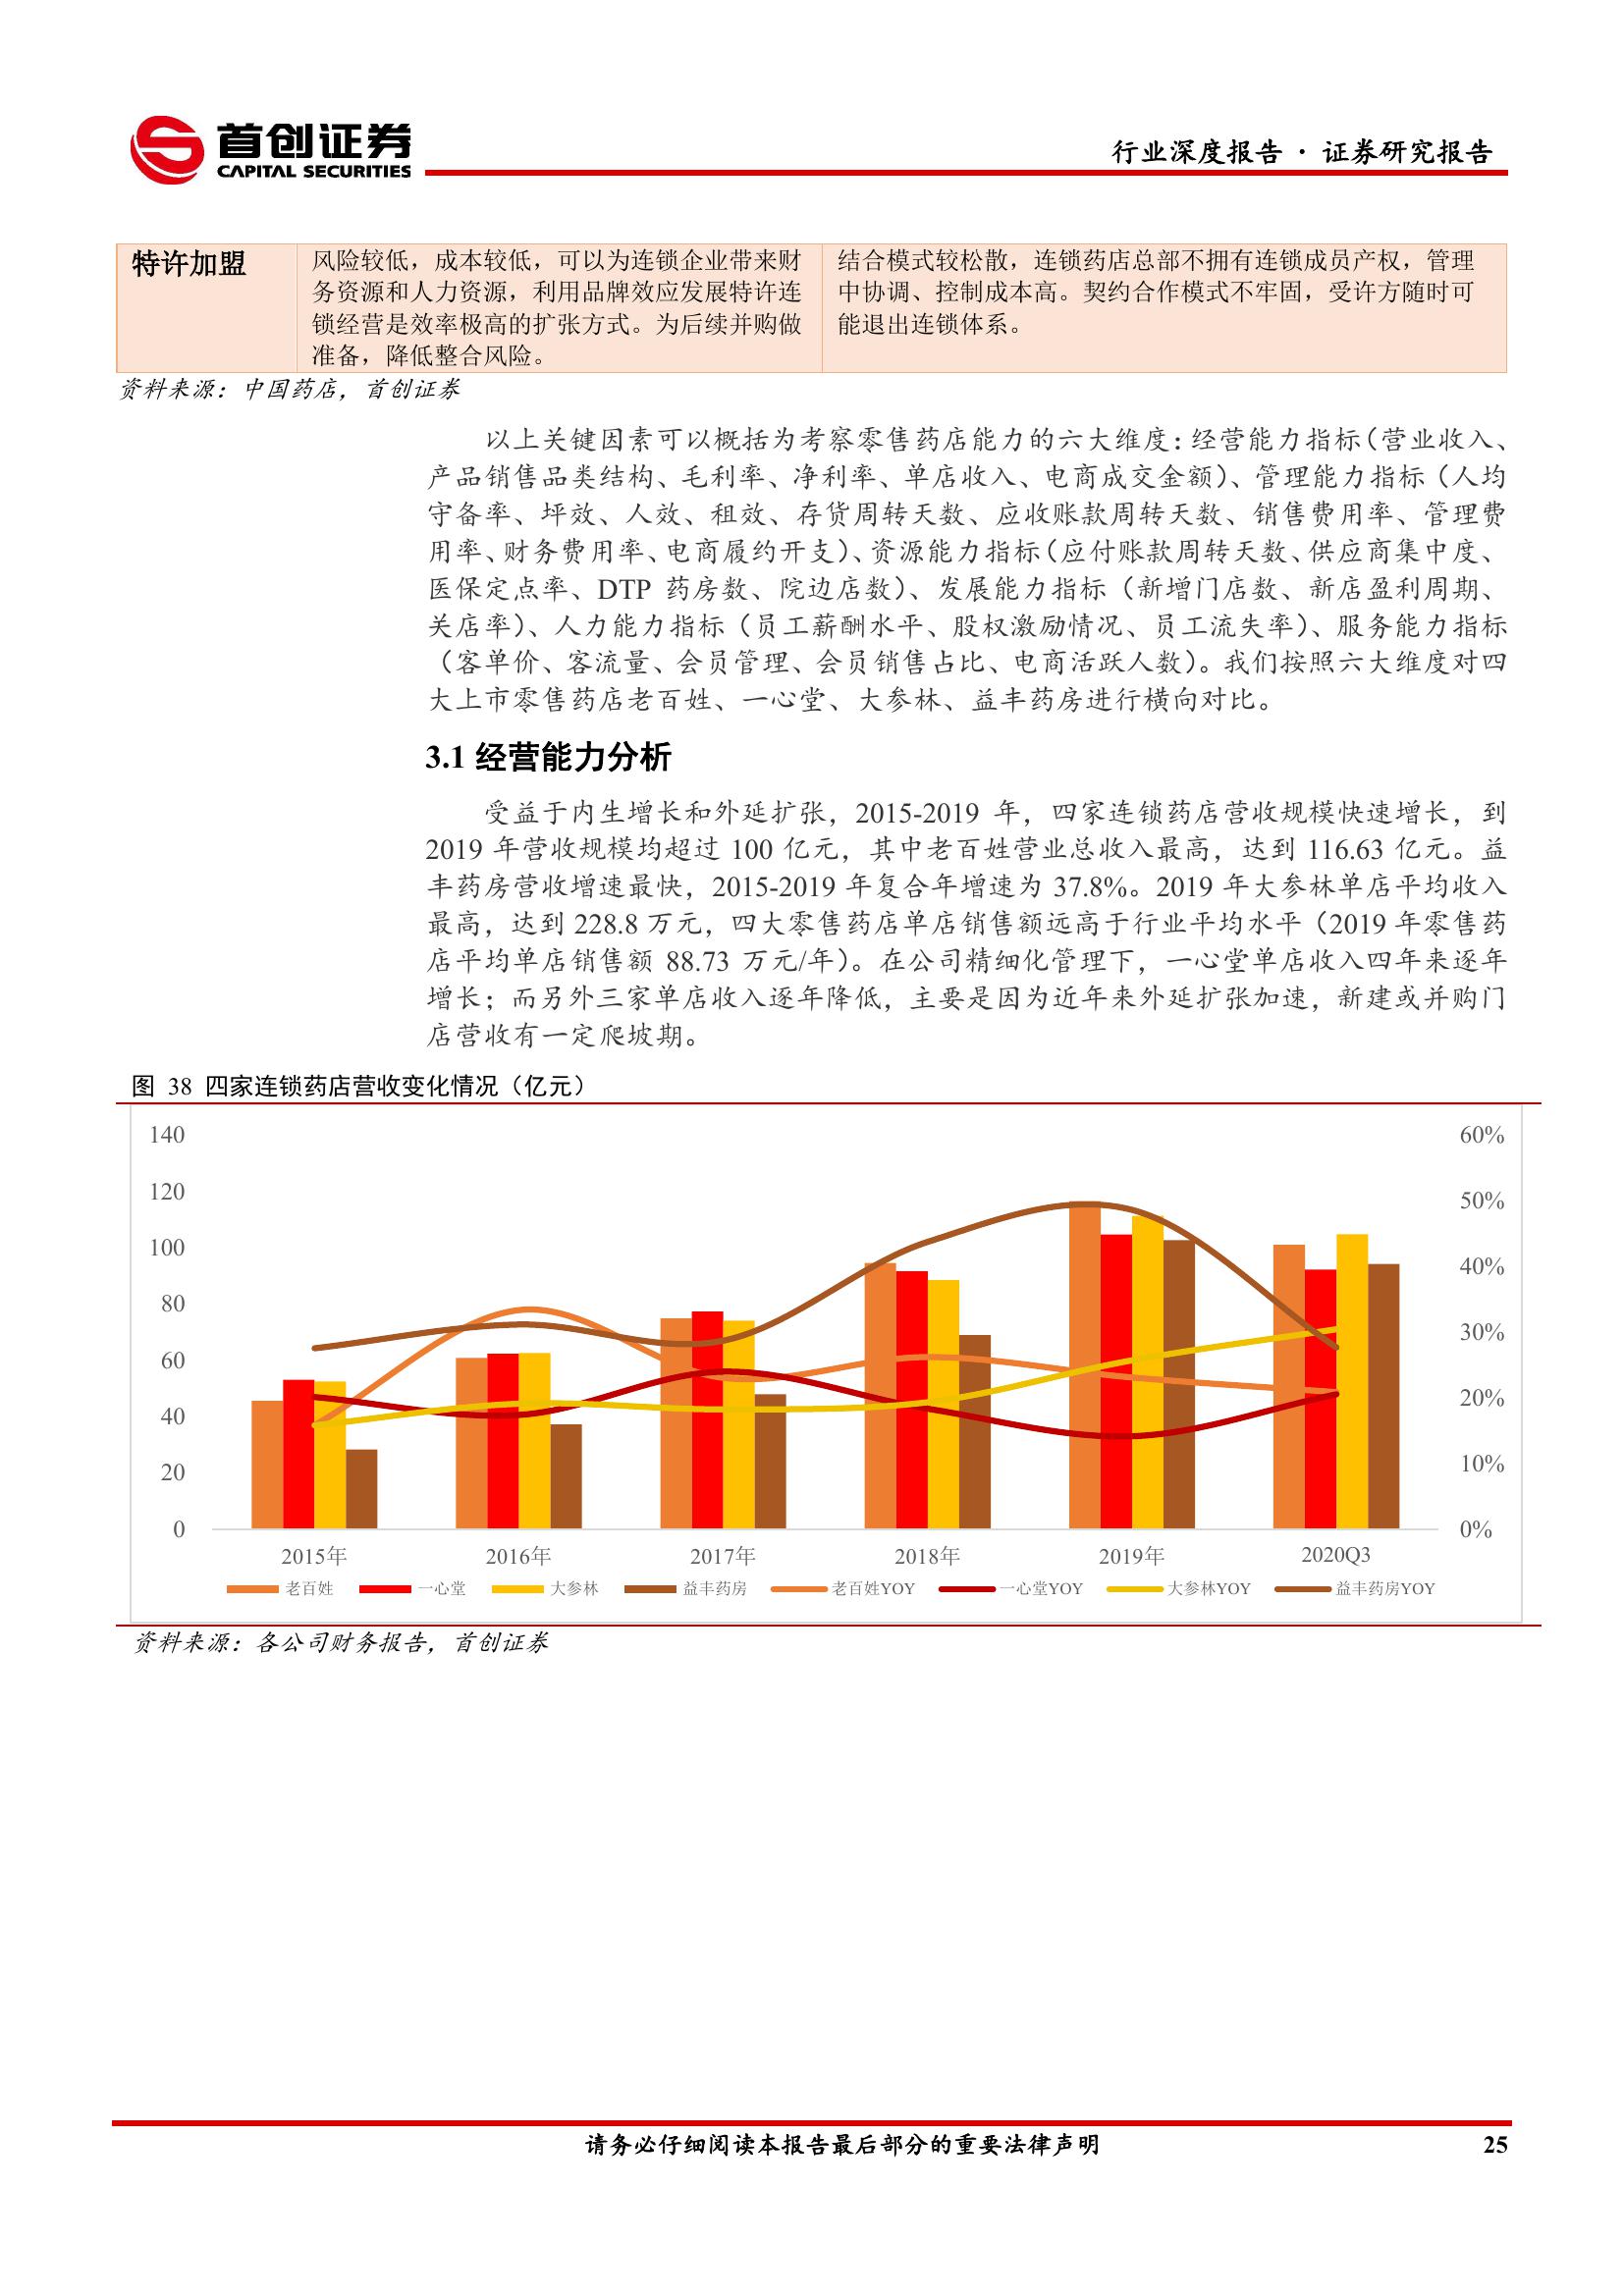 首创证券
CAPITAL SECURITIES
行业深度报告 · 证券研究报告
特许加盟
风险较低，成本较低，可以为连锁企业带来财
务资源和人力资源，利用品牌效应发展特许连
锁经营是效率极高的扩张方式。为后续并购做
准备，降低整合风险。
结合模式较松散，连锁药店总部不拥有连锁成员产权，管理
中协调、控制成本高。契约合作模式不牢固，受许方随时可
能退出连锁体系。
资料来源：中国药店，首创证券
以上关键因素可以概括为考察零售药店能力的六大维度：经营能力指标（营业收入、
产品销售品类结构、毛利率、净利率、单店收入、电商成交金额）、管理能力指标（人均
守备率、坪效、人效、租效、存货周转天数、应收账款周转天数、销售费用率、管理费
用率、财务费用率、电商履约开支）、资源能力指标（应付账款周转天数、供应商集中度、
医保定点率、DTP 药房数、院边店数）、发展能力指标（新增门店数、新店盈利周期、
关店率）、人力能力指标（员工薪酬水平、股权激励情况、员工流失率）、服务能力指标
（客单价、客流量、会员管理、会员销售占比、电商活跃人数）。我们按照六大维度对四
大上市零售药店老百姓、一心堂、大参林、益丰药房进行横向对比。
3.1 经营能力分析
受益于内生增长和外延扩张，2015-2019 年，四家连锁药店营收规模快速增长，到
2019 年营收规模均超过 100 亿元，其中老百姓营业总收入最高，达到 116.63 亿元。益
丰药房营收增速最快，2015-2019 年复合年增速为 37.8%。2019 年大参林单店平均收入
最高，达到 228.8 万元，四大零售药店单店销售额远高于行业平均水平（2019 年零售药
店平均单店销售额 88.73 万元/年）。在公司精细化管理下，一心堂单店收入四年来逐年
增长；而另外三家单店收入逐年降低，主要是因为近年来外延扩张加速，新建或并购门
店营收有一定爬坡期。
图 38 四家连锁药店营收变化情况（亿元）
140
120
100
80
60
40
20
0
60%
50%
40%
30%
20%
10%
0%
2015年 2016年 2017年 2018年 2019年 2020Q3
老百姓 一心堂 大参林 益丰药房 老百姓YOY 一心堂YOY 大参林YOY 益丰药房YOY
资料来源：各公司财务报告，首创证券
请务必仔细阅读本报告最后部分的重要法律声明
25